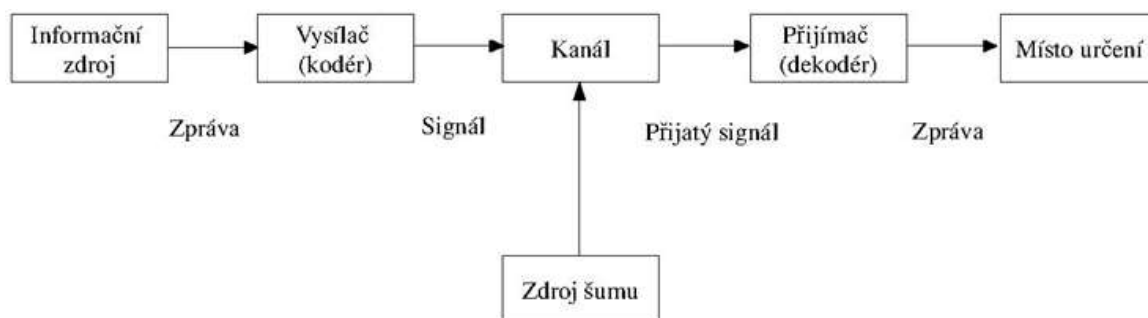 Informační
zdroj
Vysílač
(kodér)
Kanál
Přijímač
(dekodér)
Místo určení
Zpráva
Signál
Přijatý signál
Zpráva
Zdroj šumu